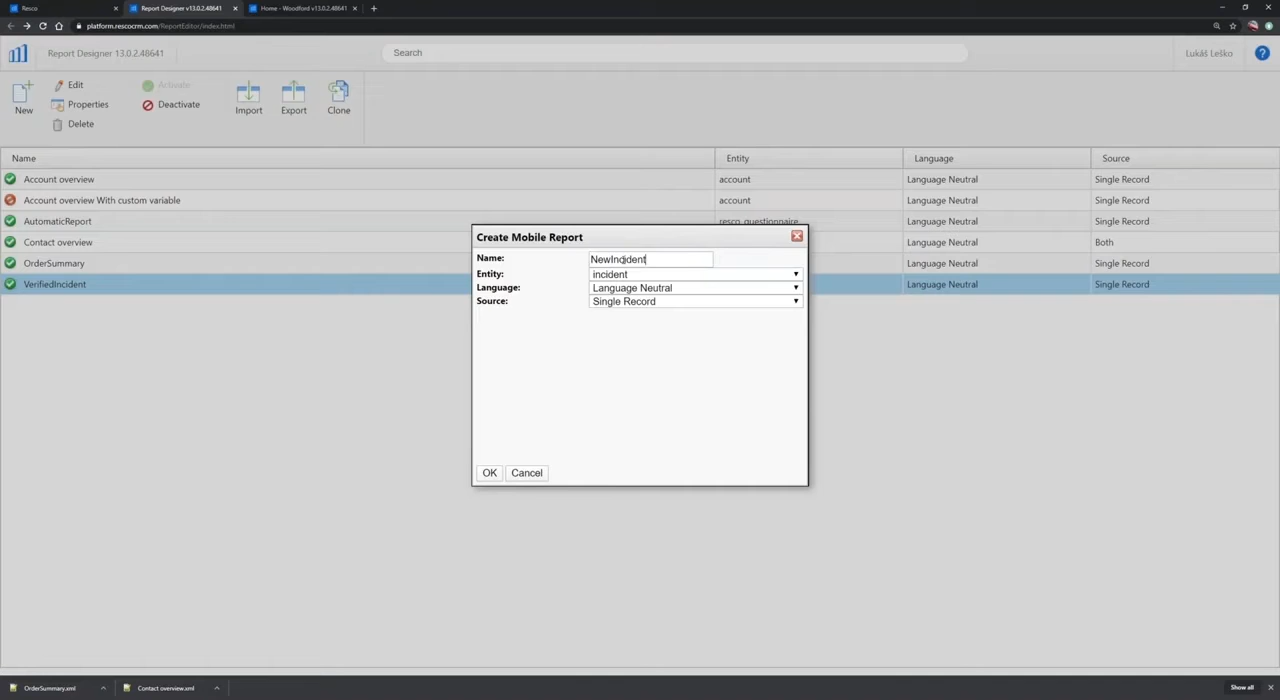 Resco
Report Designer v13.0.2.48641
Home - Woodford v13.0.2.48641
platform.rescocrm.com/ReportEditor/index.html
Report Designer 13.0.2.48641
Search
Lukáš Leško
New
Edit
Properties
Delete
Activate
Deactivate
Import
Export
Clone
Name Entity Language Source
Account overview account Language Neutral Single Record
Account overview With custom variable account Language Neutral Single Record
AutomaticReport resco_questionnaire Language Neutral Single Record
Contact overview Language Neutral Both
OrderSummary Language Neutral Single Record
VerifiedIncident Language Neutral Single Record
Create Mobile Report
Name: NewIncident
Entity: incident
Language: Language Neutral
Source: Single Record
OK Cancel
OrderSummary.xml
Contact overview.xml
Show all